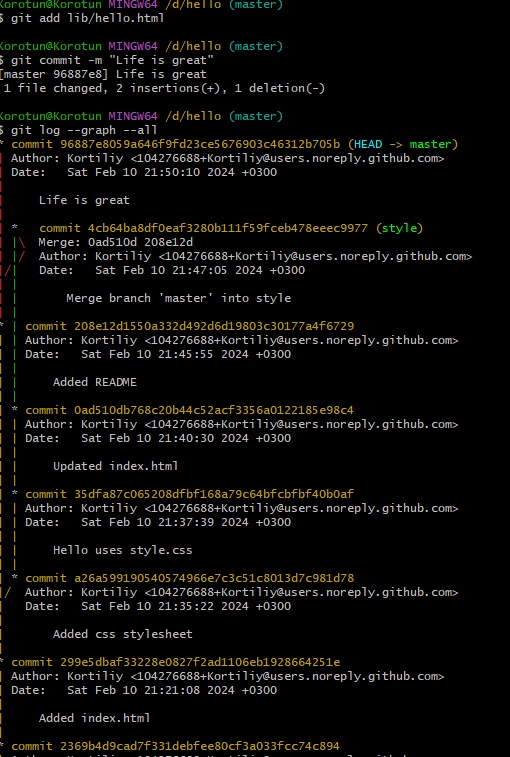 Korotun@Korotun MINGW64 /d/hello (master)
$ git add lib/hello.html
Korotun@Korotun MINGW64 /d/hello (master)
$ git commit -m "Life is great"
[master 96887e8] Life is great
1 file changed, 2 insertions(+), 1 deletion(-)
Korotun@Korotun MINGW64 /d/hello (master)
$ git log --graph --all
* commit 96887e8059a646f9fd23ce5676903c46312b705b (HEAD -> master)
| Author: Kortiliy <104276688+Kortiliy@users.noreply.github.com>
| Date:   Sat Feb 10 21:50:10 2024 +0300
|
|     Life is great
|
| *   commit 4cb64ba8df0eaf3280b111f59fceb478eeec9977 (style)
| |\  Merge: 0ad510d 208e12d
| |/  Author: Kortiliy <104276688+Kortiliy@users.noreply.github.com>
|/|   Date:   Sat Feb 10 21:47:05 2024 +0300
| |
| |       Merge branch 'master' into style
| |
* | commit 208e12d1550a332d492d6d19803c30177a4f6729
| | Author: Kortiliy <104276688+Kortiliy@users.noreply.github.com>
| | Date:   Sat Feb 10 21:45:55 2024 +0300
| |
| |     Added README
| |
| * commit 0ad510db768c20b44c52acf3356a0122185e98c4
| | Author: Kortiliy <104276688+Kortiliy@users.noreply.github.com>
| | Date:   Sat Feb 10 21:40:30 2024 +0300
| |
| |     Updated index.html
| |
| * commit 35dfa87c065208dfbf168a79c64bfcbfbf40b0af
| | Author: Kortiliy <104276688+Kortiliy@users.noreply.github.com>
| | Date:   Sat Feb 10 21:37:39 2024 +0300
| |
| |     Hello uses style.css
| |
| * commit a26a599190540574966e7c3c51c8013d7c981d78
|/  Author: Kortiliy <104276688+Kortiliy@users.noreply.github.com>
|   Date:   Sat Feb 10 21:35:22 2024 +0300
|
|       Added css stylesheet
|
* commit 299e5dbaf33228e0827f2ad1106eb1928664251e
| Author: Kortiliy <104276688+Kortiliy@users.noreply.github.com>
| Date:   Sat Feb 10 21:21:08 2024 +0300
|
|     Added index.html
|
* commit 2369b4d9cad7f331debfee80cf3a033fcc74c894